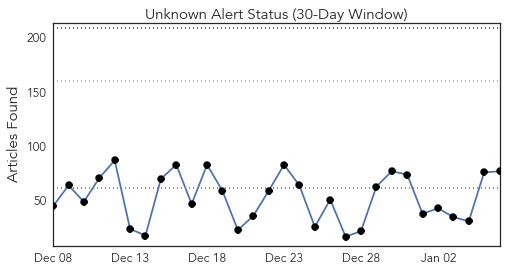 Unknown Alert Status (30-Day Window)
Articles Found
200
150
100
50
Dec 08 Dec 13 Dec 18 Dec 23 Dec 28 Jan 02